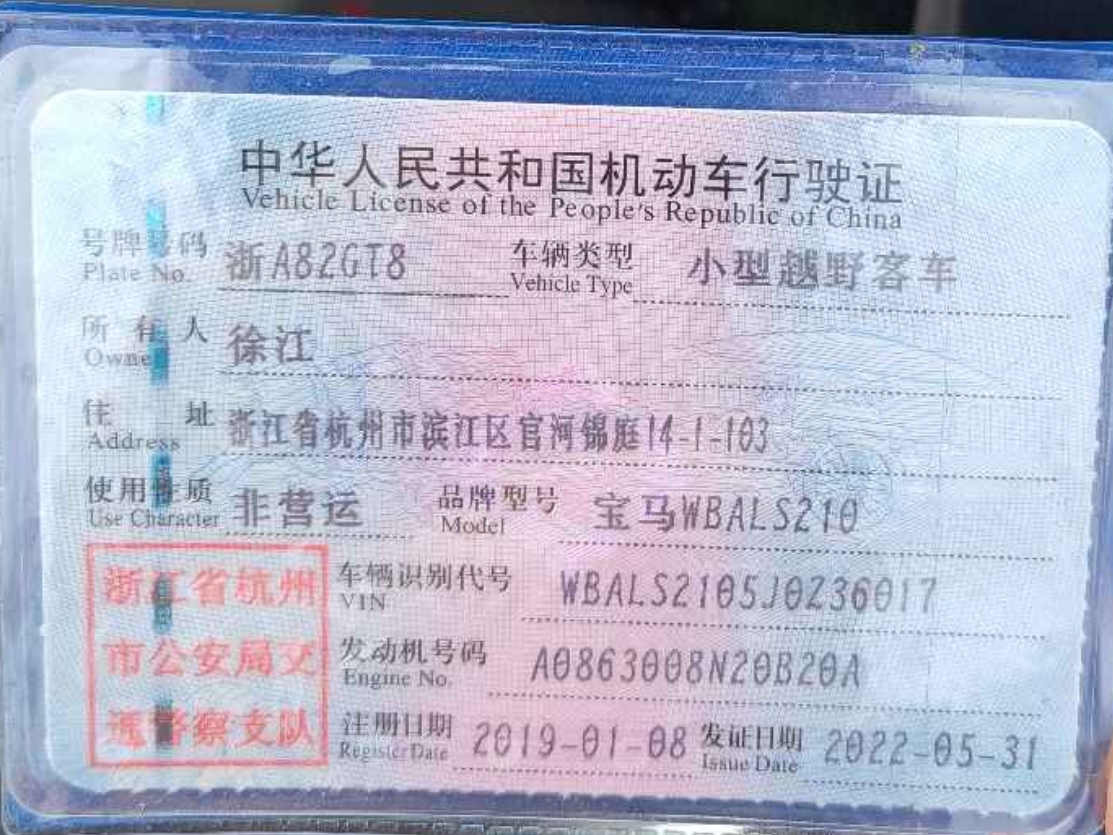 中华人民共和国机动车行驶证
Vehicle License of the People's Republic of China
号牌号码 浙A82GT8 车辆类型 小型越野客车
Plate No. Vehicle Type
所有人 徐江
Owner
住址 浙江省杭州市滨江区官河锦庭14-1-103
Address
使用性质 非营运 品牌型号 宝马WBALS210
Use Character Model
浙江省杭州 车辆识别代号 WBALS2105J0Z36017
VIN
市公安局交 发动机号码 A0863008N20B20A
Engine No.
通警察支队 注册日期 2019-01-08 发证日期 2022-05-31
Register Date Issue Date